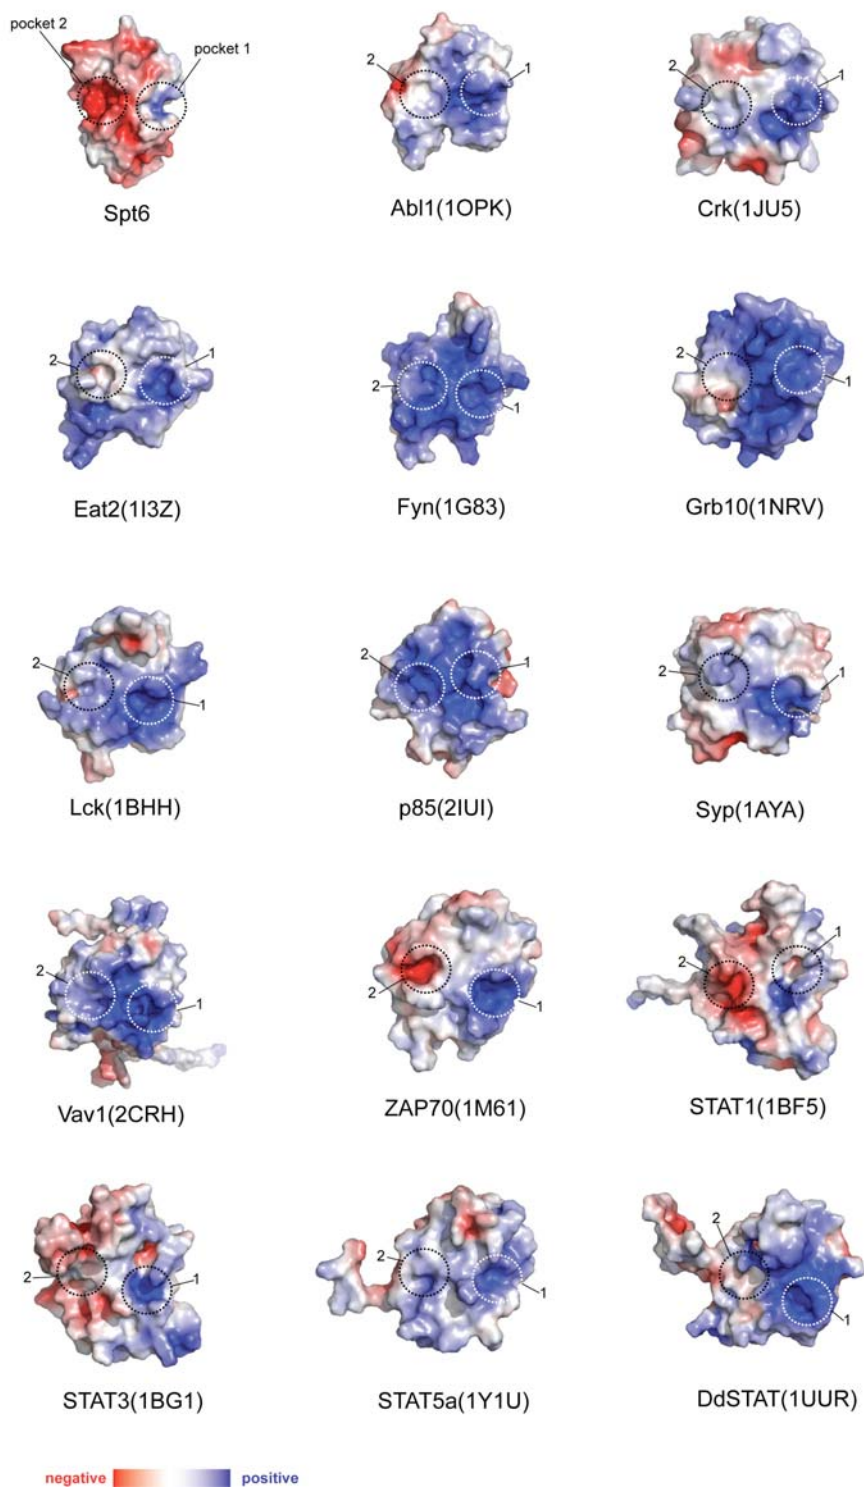 pocket 2
pocket 1
Spt6
2
1
Abl1(1OPK)
2
1
Crk(1JU5)
2
1
Eat2(1I3Z)
2
1
Fyn(1G83)
2
1
Grb10(1NRV)
2
1
Lck(1BHH)
2
1
p85(2IUI)
2
1
Syp(1AYA)
2
1
Vav1(2CRH)
2
1
ZAP70(1M61)
2
1
STAT1(1BF5)
2
1
STAT3(1BG1)
2
1
STAT5a(1Y1U)
2
1
DdSTAT(1UUR)
negative positive